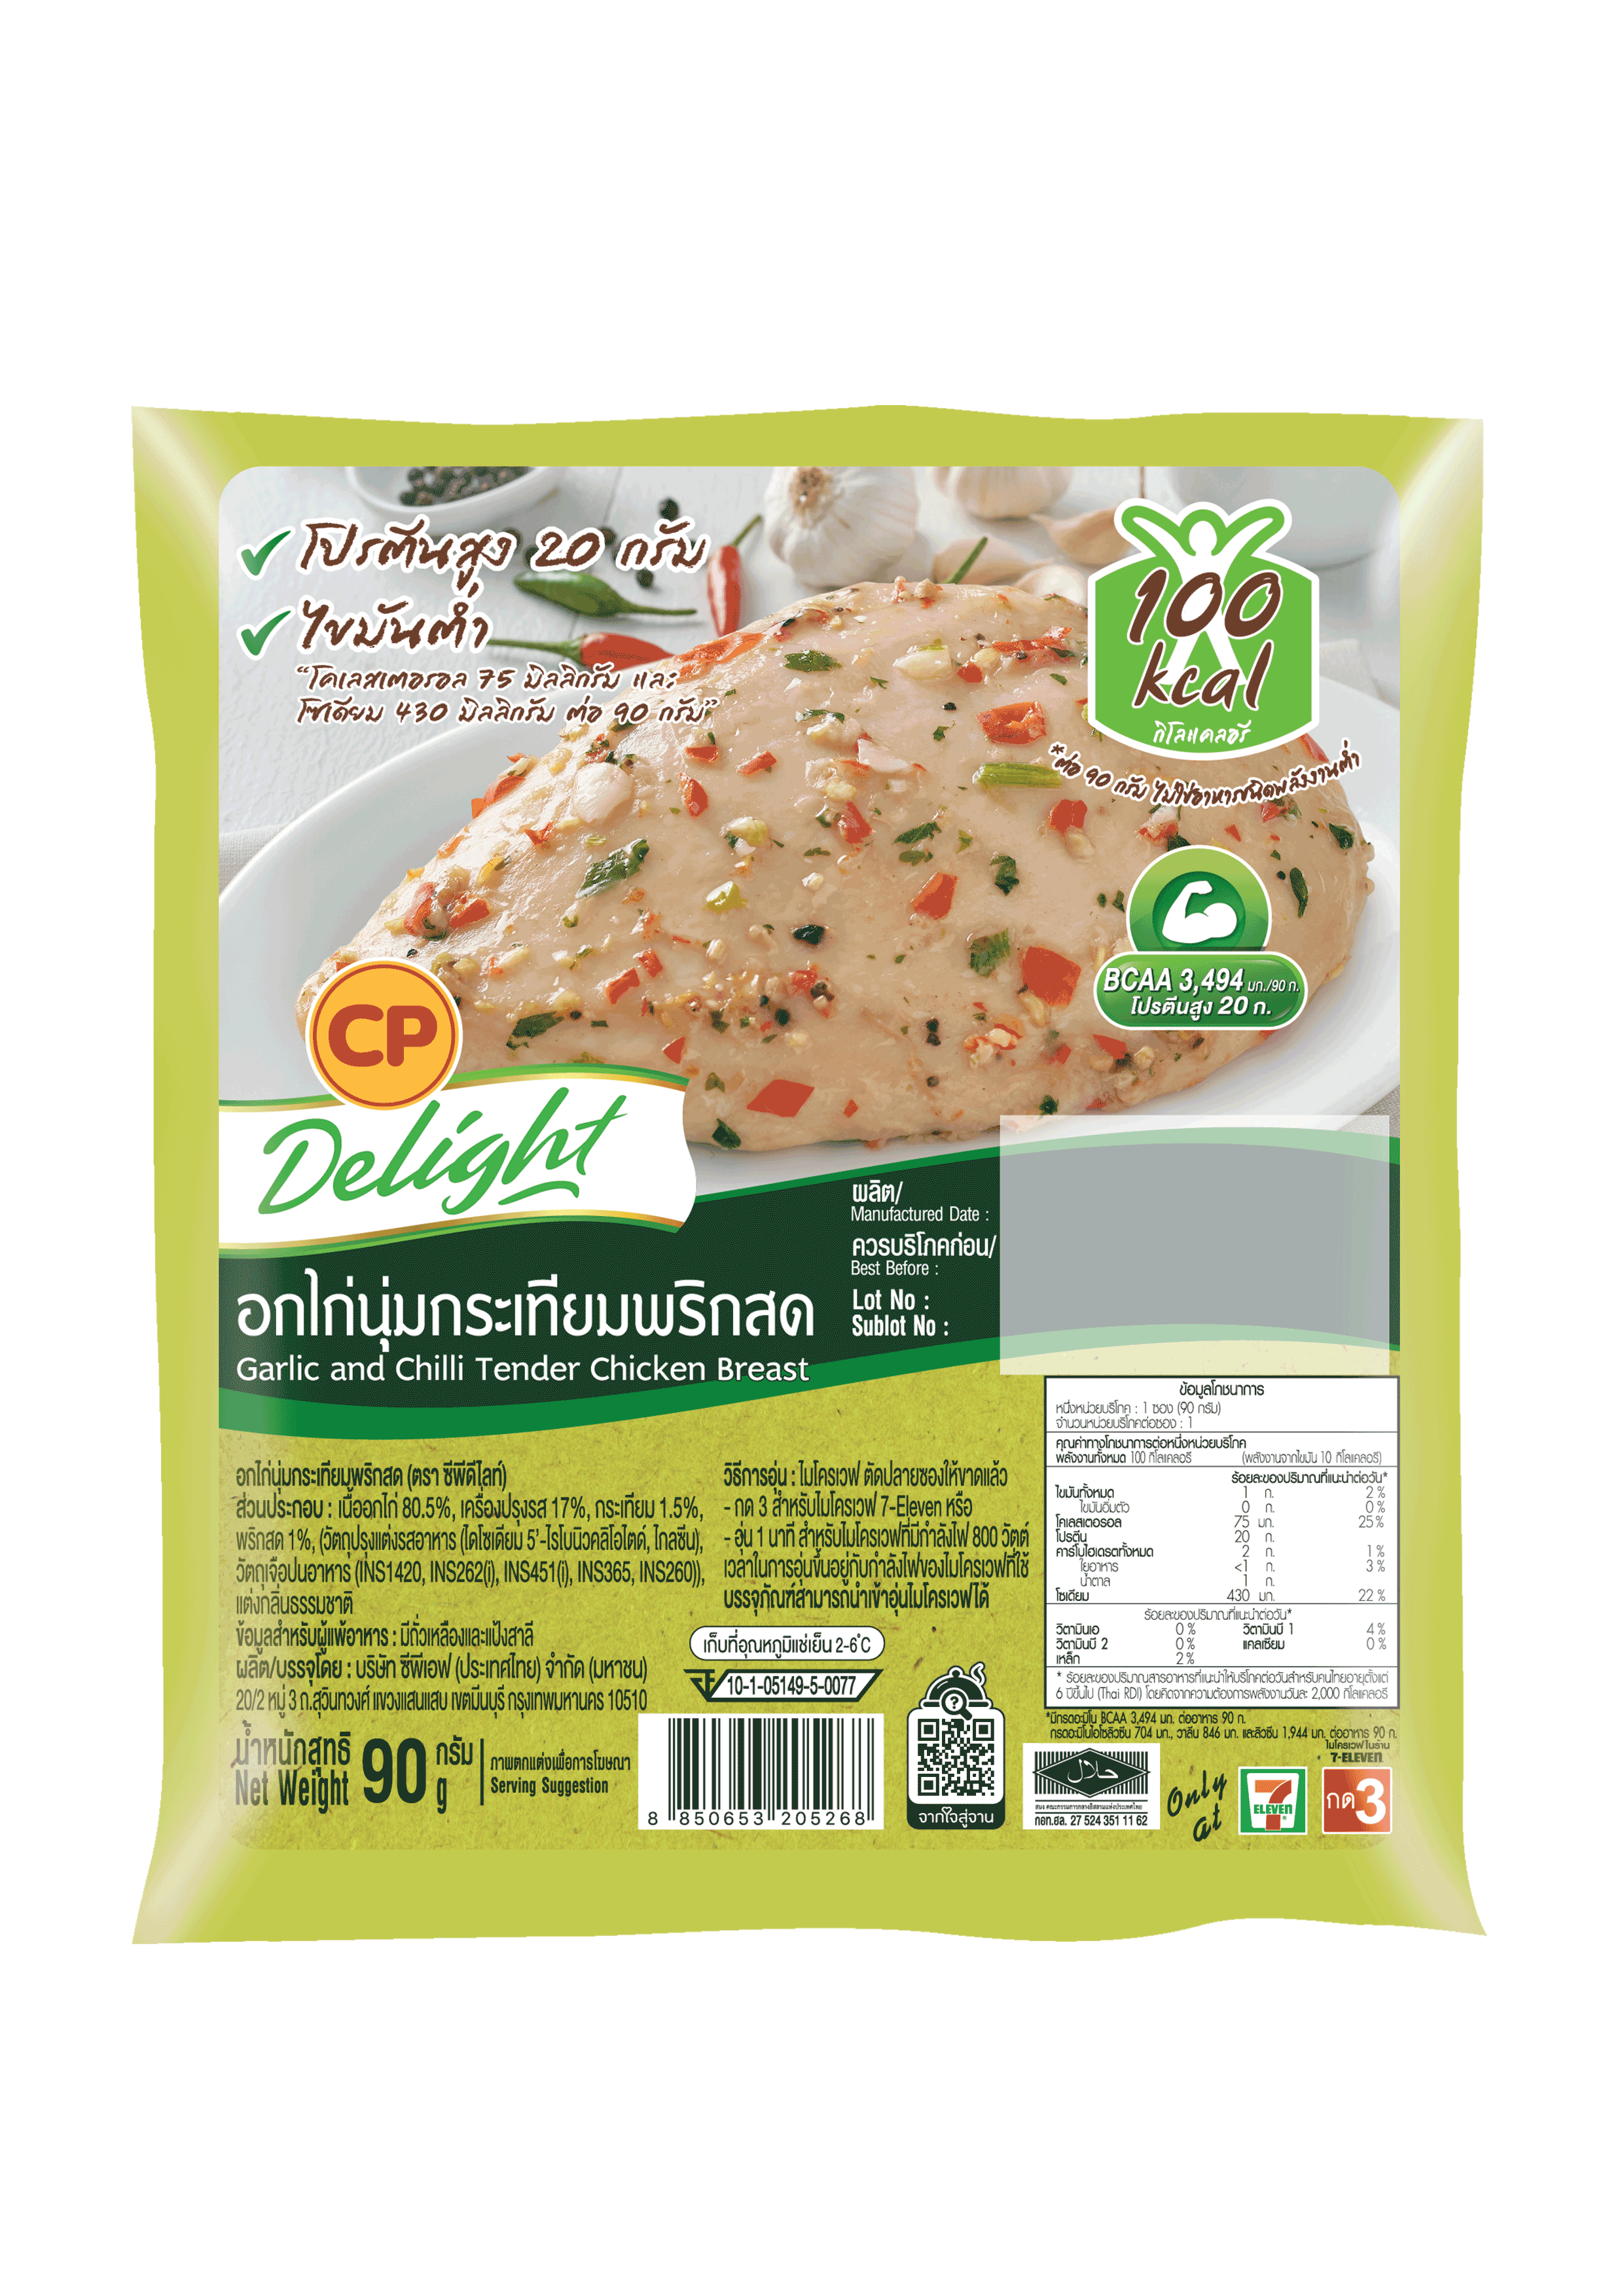 โปรตีนสูง 20 กรัม
ไขมันต่ำ
“โคเลสเตอรอล 75 มิลลิกรัม และ
โซเดียม 430 มิลลิกรัม ต่อ 90 กรัม”
100
kcal
กิโลแคลอรี
*ต่อ 90 กรัม ไม่ใช่อาหารชนิดพลังงานต่ำ
BCAA 3,494 มก./90 ก.
โปรตีนสูง 20 ก.
CP
Delight
ผลิต/
Manufactured Date :
ควรบริโภคก่อน/
Best Before :
Lot No :
Sublot No :
อกไก่นุ่มกระเทียมพริกสด
Garlic and Chilli Tender Chicken Breast
อกไก่นุ่มกระเทียมพริกสด (ตรา ซีพีดีไลท์)
ส่วนประกอบ : เนื้ออกไก่ 80.5%, เครื่องปรุงรส 17%, กระเทียม 1.5%,
พริกสด 1%, (วัตถุปรุงแต่งรสอาหาร (ไดโซเดียม 5’-ไรโบนิวคลิโอไตด์, ไกลซีน),
วัตถุเจือปนอาหาร (INS1420, INS262(i), INS451(i), INS365, INS260)),
แต่งกลิ่นธรรมชาติ
ข้อมูลสำหรับผู้แพ้อาหาร : มีถั่วเหลืองและแป้งสาลี
ผลิต/บรรจุโดย : บริษัท ซีพีเอฟ (ประเทศไทย) จำกัด (มหาชน)
20/2 หมู่ 3 ถ.สุวินทวงศ์ แขวงแสนแสบ เขตมีนบุรี กรุงเทพมหานคร 10510
น้ำหนักสุทธิ 90 กรัม
Net Weight g
ภาพตกแต่งเพื่อการโฆษณา
Serving Suggestion
วิธีการอุ่น : ไมโครเวฟ ตัดปลายซองให้ขาดแล้ว
- กด 3 สำหรับไมโครเวฟ 7-Eleven หรือ
- อุ่น 1 นาที สำหรับไมโครเวฟที่มีกำลังไฟ 800 วัตต์
เวลาในการอุ่นขึ้นอยู่กับกำลังไฟของไมโครเวฟที่ใช้
บรรจุภัณฑ์สามารถนำเข้าอุ่นไมโครเวฟได้
เก็บที่อุณหภูมิแช่เย็น 2-6°C
10-1-05149-5-0077
8 850653 205268
จากใจสู่จาน
ข้อมูลโภชนาการ
หนึ่งหน่วยบริโภค : 1 ซอง (90 กรัม)
จำนวนหน่วยบริโภคต่อซอง : 1
คุณค่าทางโภชนาการต่อหนึ่งหน่วยบริโภค
พลังงานทั้งหมด 100 กิโลแคลอรี (พลังงานจากไขมัน 10 กิโลแคลอรี)
ร้อยละของปริมาณที่แนะนำต่อวัน*
ไขมันทั้งหมด 1 ก. 2 %
ไขมันอิ่มตัว 0 ก. 0 %
โคเลสเตอรอล 75 มก. 25 %
โปรตีน 20 ก.
คาร์โบไฮเดรตทั้งหมด 2 ก. 1 %
ใยอาหาร <1 ก. 3 %
น้ำตาล 1 ก.
โซเดียม 430 มก. 22 %
ร้อยละของปริมาณที่แนะนำต่อวัน*
วิตามินเอ 0 % วิตามินบี 1 4 %
วิตามินบี 2 0 % แคลเซียม 0 %
เหล็ก 2 %
* ร้อยละของปริมาณสารอาหารที่แนะนำให้บริโภคต่อวันสำหรับคนไทยอายุตั้งแต่
6 ปีขึ้นไป (Thai RDI) โดยคิดจากความต้องการพลังงานวันละ 2,000 กิโลแคลอรี
*มีกรดอะมิโน BCAA 3,494 มก. ต่ออาหาร 90 ก.
กรดอะมิโนไอโซลิวซีน 704 มก., วาลีน 846 มก. และลิวซีน 1,944 มก. ต่ออาหาร 90 ก.
حلال
กอท.ฮล. 27 524 351 11 62
Only
at
7
ELEVEN
ไมโครเวฟในร้าน
7-ELEVEN
กด 3